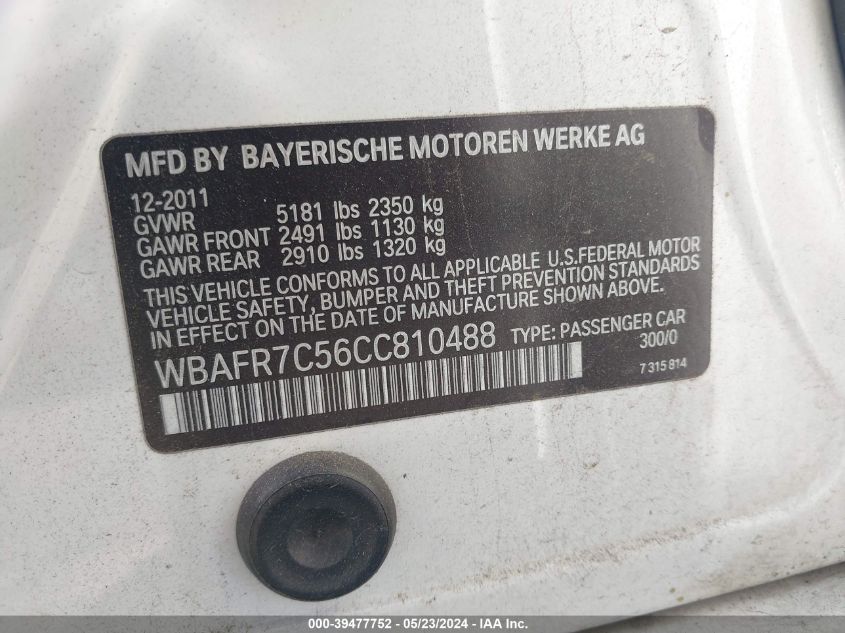 MFD BY BAYERISCHE MOTOREN WERKE AG
12-2011
GVWR 5181 lbs 2350 kg
GAWR FRONT 2491 lbs 1130 kg
GAWR REAR 2910 lbs 1320 kg
THIS VEHICLE CONFORMS TO ALL APPLICABLE U.S.FEDERAL MOTOR
VEHICLE SAFETY, BUMPER AND THEFT PREVENTION STANDARDS
IN EFFECT ON THE DATE OF MANUFACTURE SHOWN ABOVE.
WBAFR7C56CC810488 TYPE: PASSENGER CAR
300/0
7 315 814
000-39477752 - 05/23/2024 - IAA Inc.